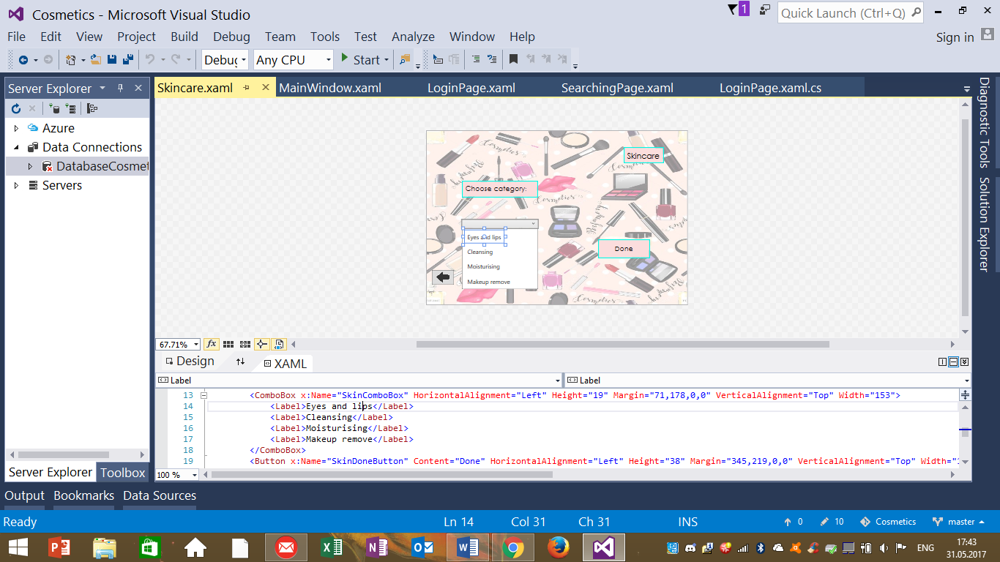 Cosmetics - Microsoft Visual Studio
1
Quick Launch (Ctrl+Q)
File Edit View Project Build Debug Team Tools Test Analyze Window Help
Sign in
Debug Any CPU Start
Server Explorer
Skincare.xaml MainWindow.xaml LoginPage.xaml SearchingPage.xaml LoginPage.xaml.cs
Azure
Data Connections
DatabaseCosmet
Servers
Skincare
Choose category:
Eyes and lips
Cleansing
Moisturising
Makeup remove
Done
Cosmetics
Diagnostic Tools
Solution Explorer
67.71%
fx
Design XAML
Label Label
13 <ComboBox x:Name="SkinComboBox" HorizontalAlignment="Left" Height="19" Margin="71,178,0,0" VerticalAlignment="Top" Width="153">
14 <Label>Eyes and lips</Label>
15 <Label>Cleansing</Label>
16 <Label>Moisturising</Label>
17 <Label>Makeup remove</Label>
18 </ComboBox>
19 <Button x:Name="SkinDoneButton" Content="Done" HorizontalAlignment="Left" Height="38" Margin="345,219,0,0" VerticalAlignment="Top" Width="1
100 %
Server Explorer Toolbox
Output Bookmarks Data Sources
Ready Ln 14 Col 31 Ch 31 INS 0 10 Cosmetics master
ENG
17:43
31.05.2017